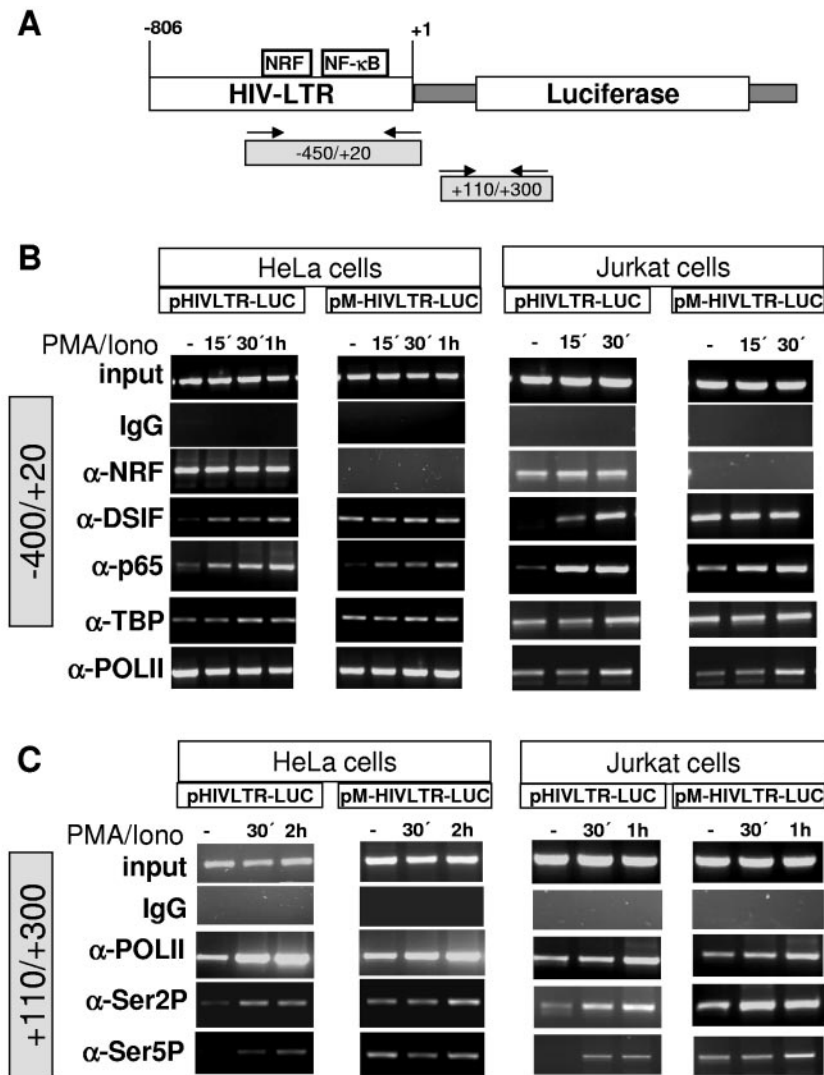 A
-806
+1
NRF
NF-κB
HIV-LTR
Luciferase
-450/+20
+110/+300
B
HeLa cells
Jurkat cells
pHIVLTR-LUC
pM-HIVLTR-LUC
pHIVLTR-LUC
pM-HIVLTR-LUC
PMA/Iono
- 15´ 30´ 1h
- 15´ 30´ 1h
- 15´ 30´
- 15´ 30´
-400/+20
input
IgG
α-NRF
α-DSIF
α-p65
α-TBP
α-POLII
C
HeLa cells
Jurkat cells
pHIVLTR-LUC
pM-HIVLTR-LUC
pHIVLTR-LUC
pM-HIVLTR-LUC
PMA/Iono
- 30´ 2h
- 30´ 2h
- 30´ 1h
- 30´ 1h
+110/+300
input
IgG
α-POLII
α-Ser2P
α-Ser5P